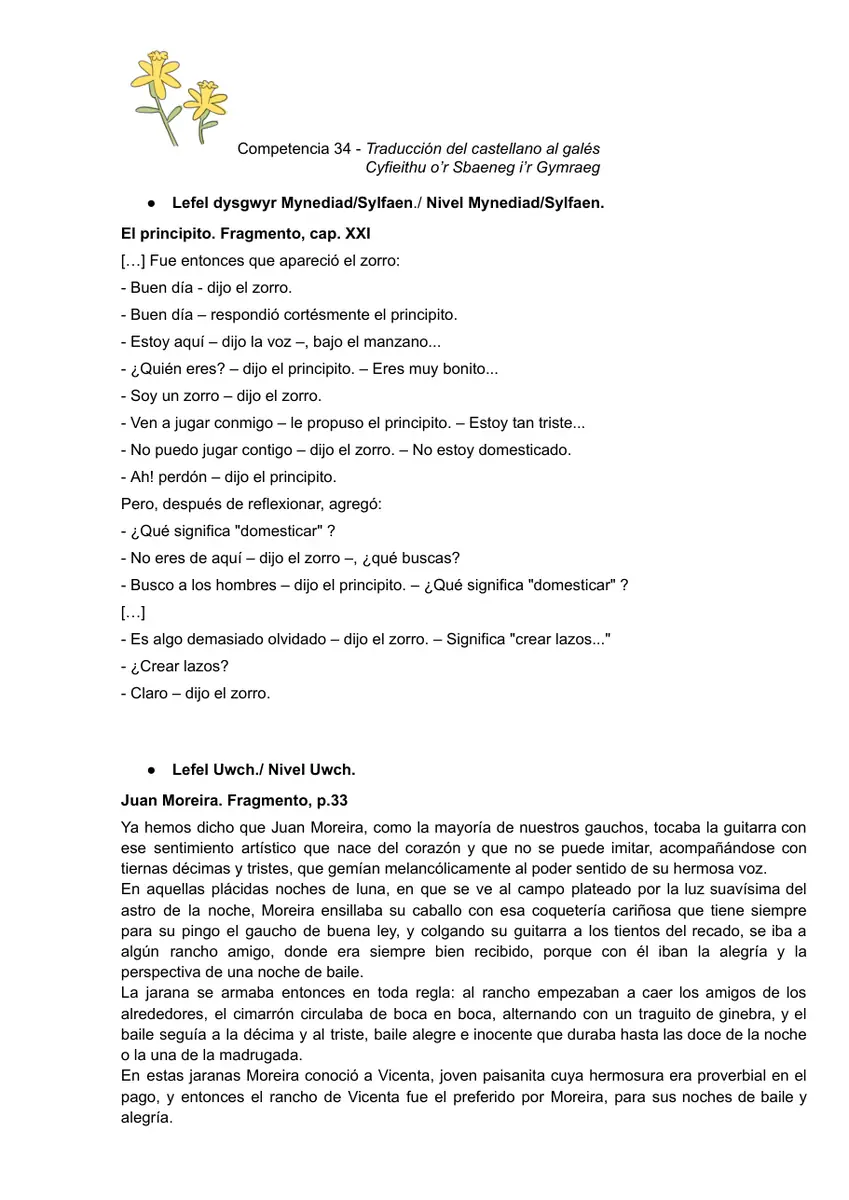 Competencia 34 - Traducción del castellano al galés
Cyfieithu o’r Sbaeneg i’r Gymraeg
● Lefel dysgwyr Mynediad/Sylfaen./ Nivel Mynediad/Sylfaen.
El principito. Fragmento, cap. XXI
[…] Fue entonces que apareció el zorro:
- Buen día - dijo el zorro.
- Buen día – respondió cortésmente el principito.
- Estoy aquí – dijo la voz –, bajo el manzano...
- ¿Quién eres? – dijo el principito. – Eres muy bonito...
- Soy un zorro – dijo el zorro.
- Ven a jugar conmigo – le propuso el principito. – Estoy tan triste...
- No puedo jugar contigo – dijo el zorro. – No estoy domesticado.
- Ah! perdón – dijo el principito.
Pero, después de reflexionar, agregó:
- ¿Qué significa "domesticar" ?
- No eres de aquí – dijo el zorro –, ¿qué buscas?
- Busco a los hombres – dijo el principito. – ¿Qué significa "domesticar" ?
[…]
- Es algo demasiado olvidado – dijo el zorro. – Significa "crear lazos..."
- ¿Crear lazos?
- Claro – dijo el zorro.
● Lefel Uwch./ Nivel Uwch.
Juan Moreira. Fragmento, p.33
Ya hemos dicho que Juan Moreira, como la mayoría de nuestros gauchos, tocaba la guitarra con
ese sentimiento artístico que nace del corazón y que no se puede imitar, acompañándose con
tiernas décimas y tristes, que gemían melancólicamente al poder sentido de su hermosa voz.
En aquellas plácidas noches de luna, en que se ve al campo plateado por la luz suavísima del
astro de la noche, Moreira ensillaba su caballo con esa coquetería cariñosa que tiene siempre
para su pingo el gaucho de buena ley, y colgando su guitarra a los tientos del recado, se iba a
algún rancho amigo, donde era siempre bien recibido, porque con él iban la alegría y la
perspectiva de una noche de baile.
La jarana se armaba entonces en toda regla: al rancho empezaban a caer los amigos de los
alrededores, el cimarrón circulaba de boca en boca, alternando con un traguito de ginebra, y el
baile seguía a la décima y al triste, baile alegre e inocente que duraba hasta las doce de la noche
o la una de la madrugada.
En estas jaranas Moreira conoció a Vicenta, joven paisanita cuya hermosura era proverbial en el
pago, y entonces el rancho de Vicenta fue el preferido por Moreira, para sus noches de baile y
alegría.